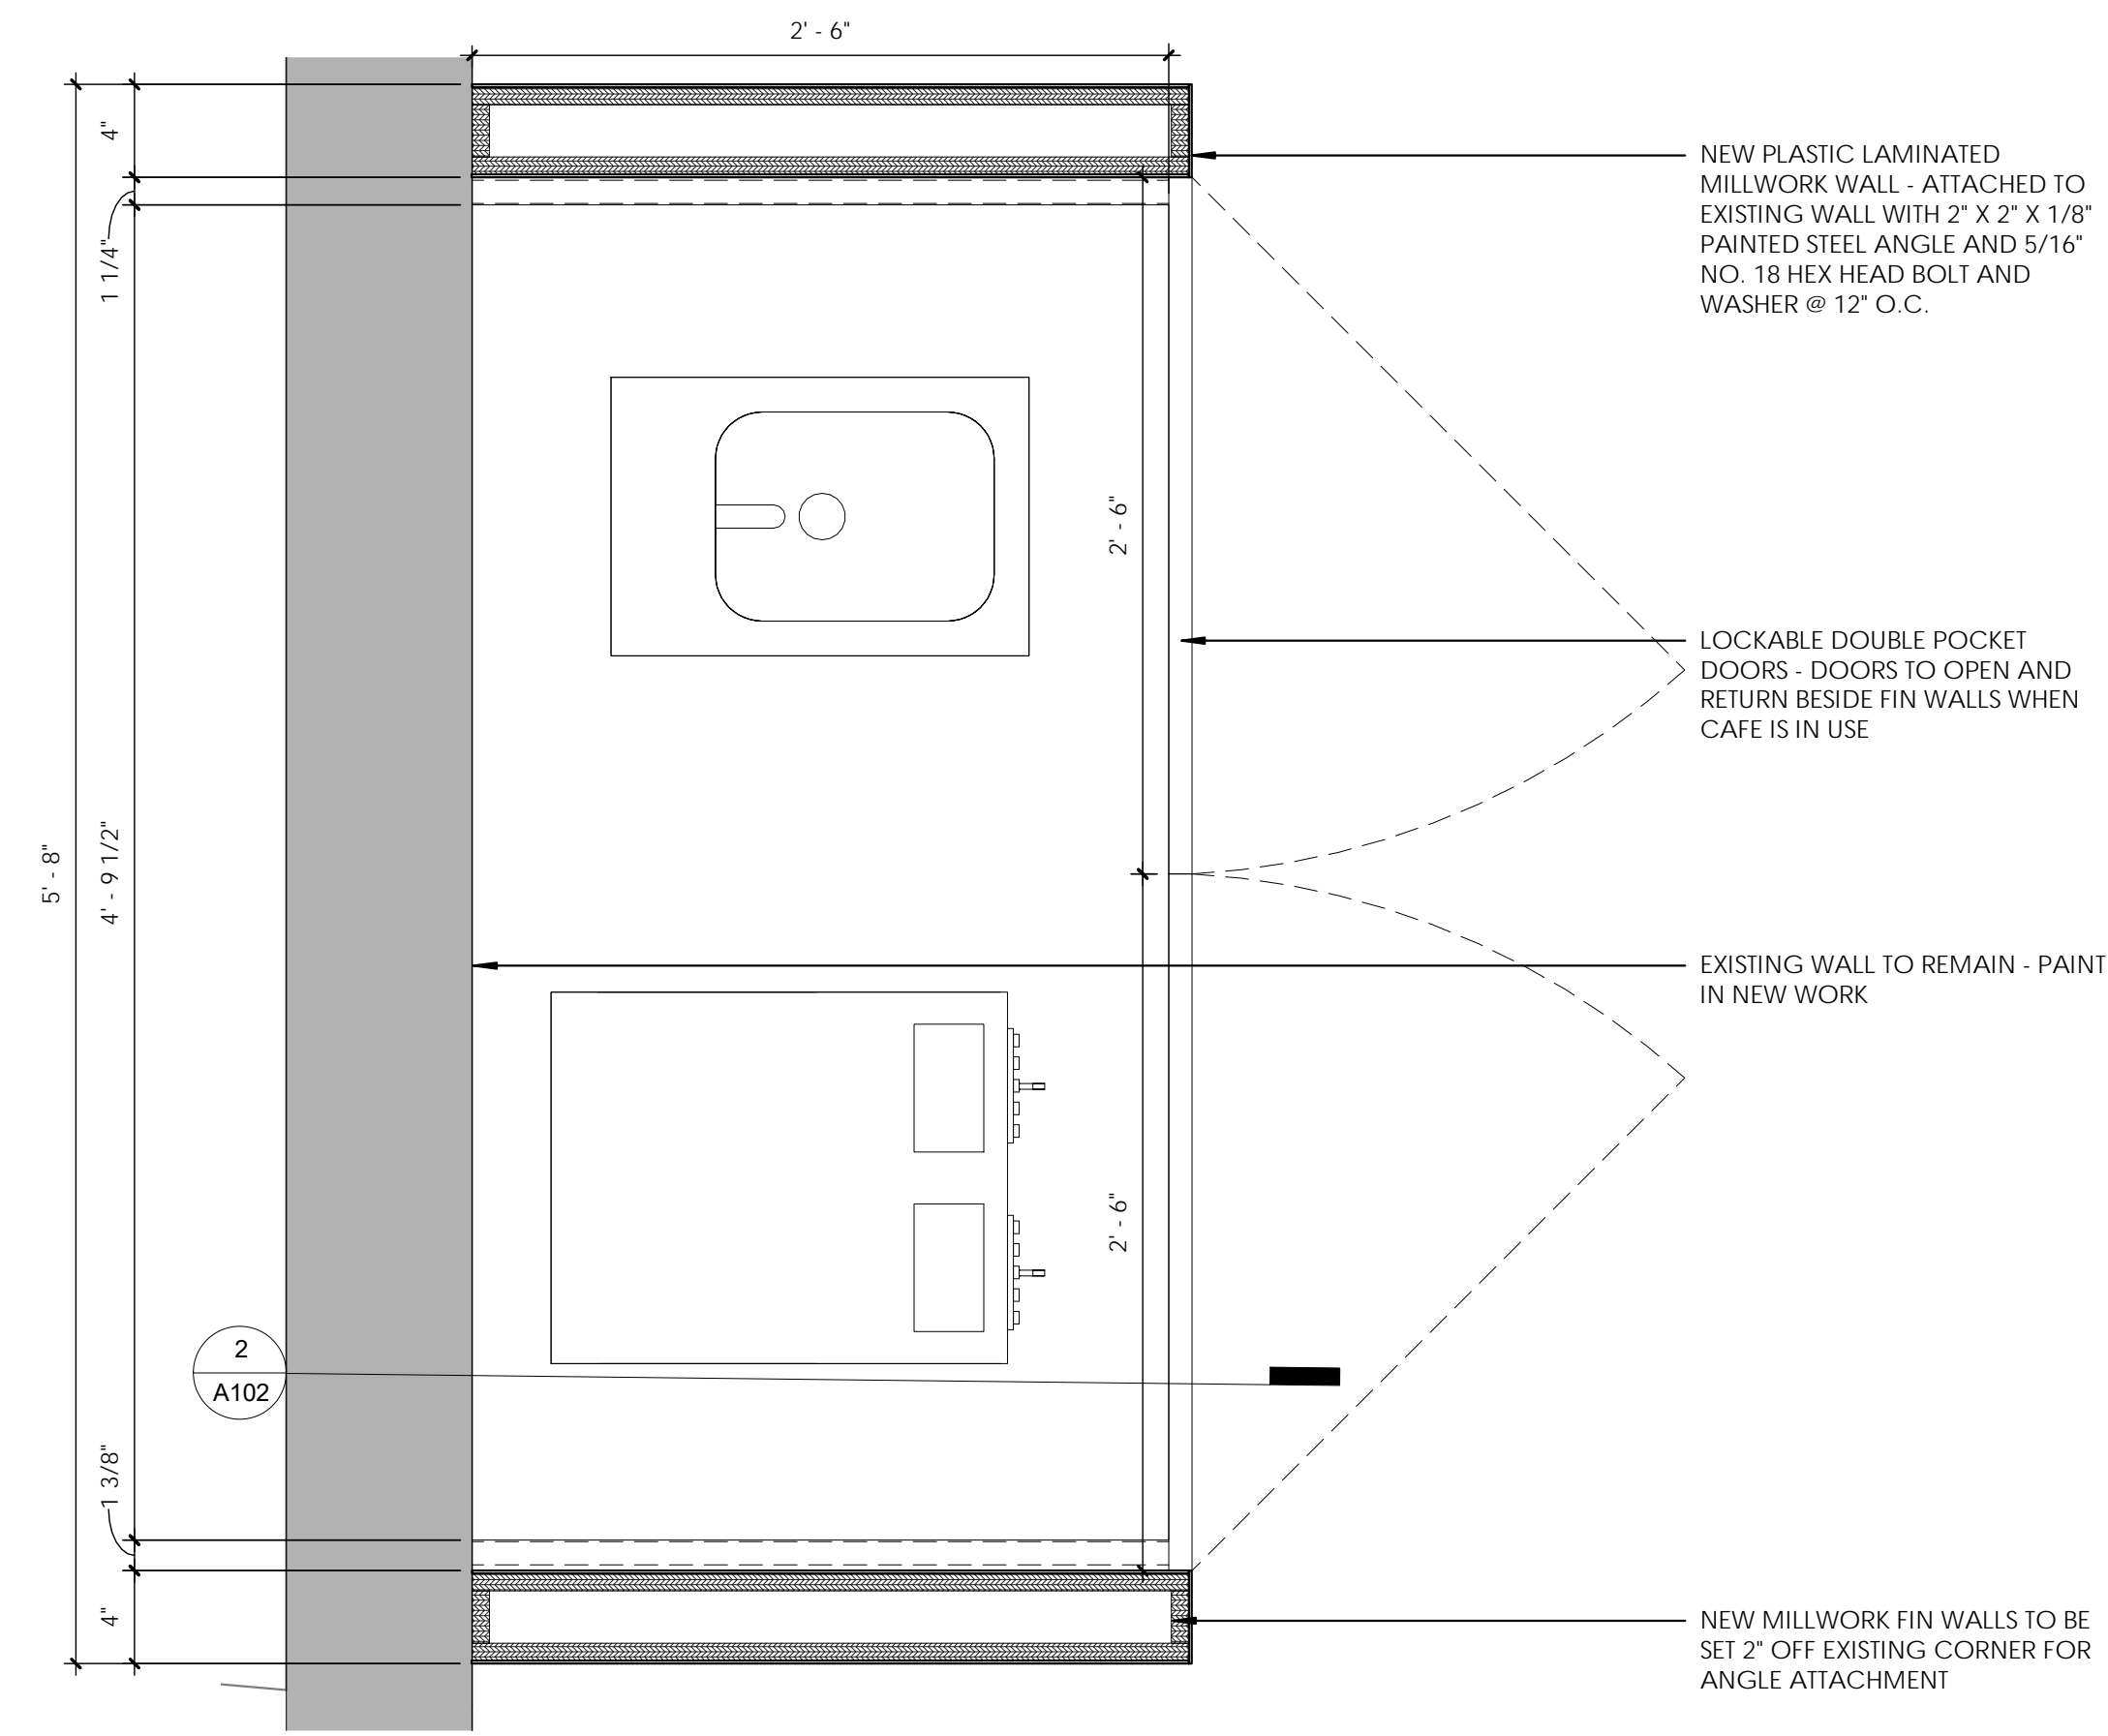 2' - 6"
4"
1 1/4"
NEW PLASTIC LAMINATED
MILLWORK WALL - ATTACHED TO
EXISTING WALL WITH 2" X 2" X 1/8"
PAINTED STEEL ANGLE AND 5/16"
NO. 18 HEX HEAD BOLT AND
WASHER @ 12" O.C.
2' - 6"
LOCKABLE DOUBLE POCKET
DOORS - DOORS TO OPEN AND
RETURN BESIDE FIN WALLS WHEN
CAFE IS IN USE
5' - 8"
4' - 9 1/2"
EXISTING WALL TO REMAIN - PAINT
IN NEW WORK
2' - 6"
2
A102
1 3/8"
4"
NEW MILLWORK FIN WALLS TO BE
SET 2" OFF EXISTING CORNER FOR
ANGLE ATTACHMENT